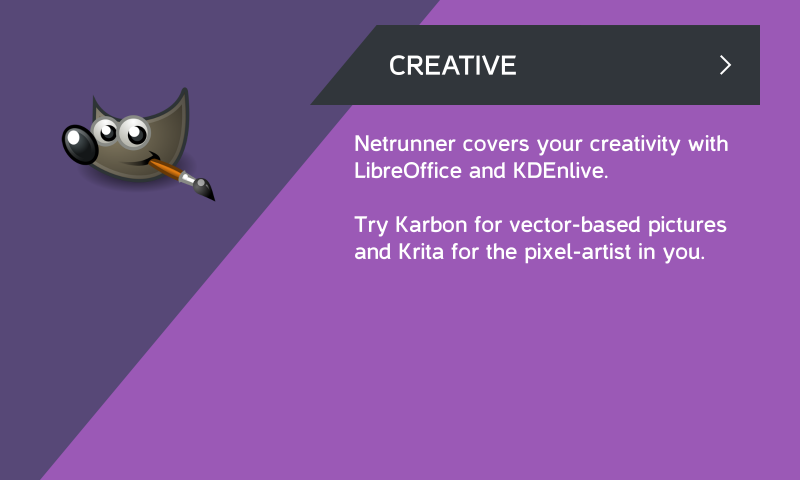 CREATIVE
Netrunner covers your creativity with
LibreOffice and KDEnlive.
Try Karbon for vector-based pictures
and Krita for the pixel-artist in you.